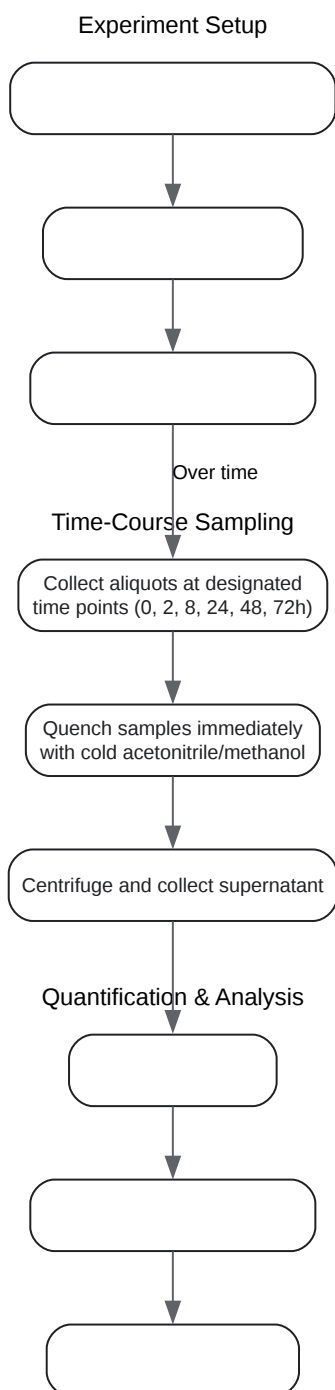 Experiment Setup
Over time
Time-Course Sampling
Collect aliquots at designated
time points (0, 2, 8, 24, 48, 72h)
Quench samples immediately
with cold acetonitrile/methanol
Centrifuge and collect supernatant
Quantification & Analysis